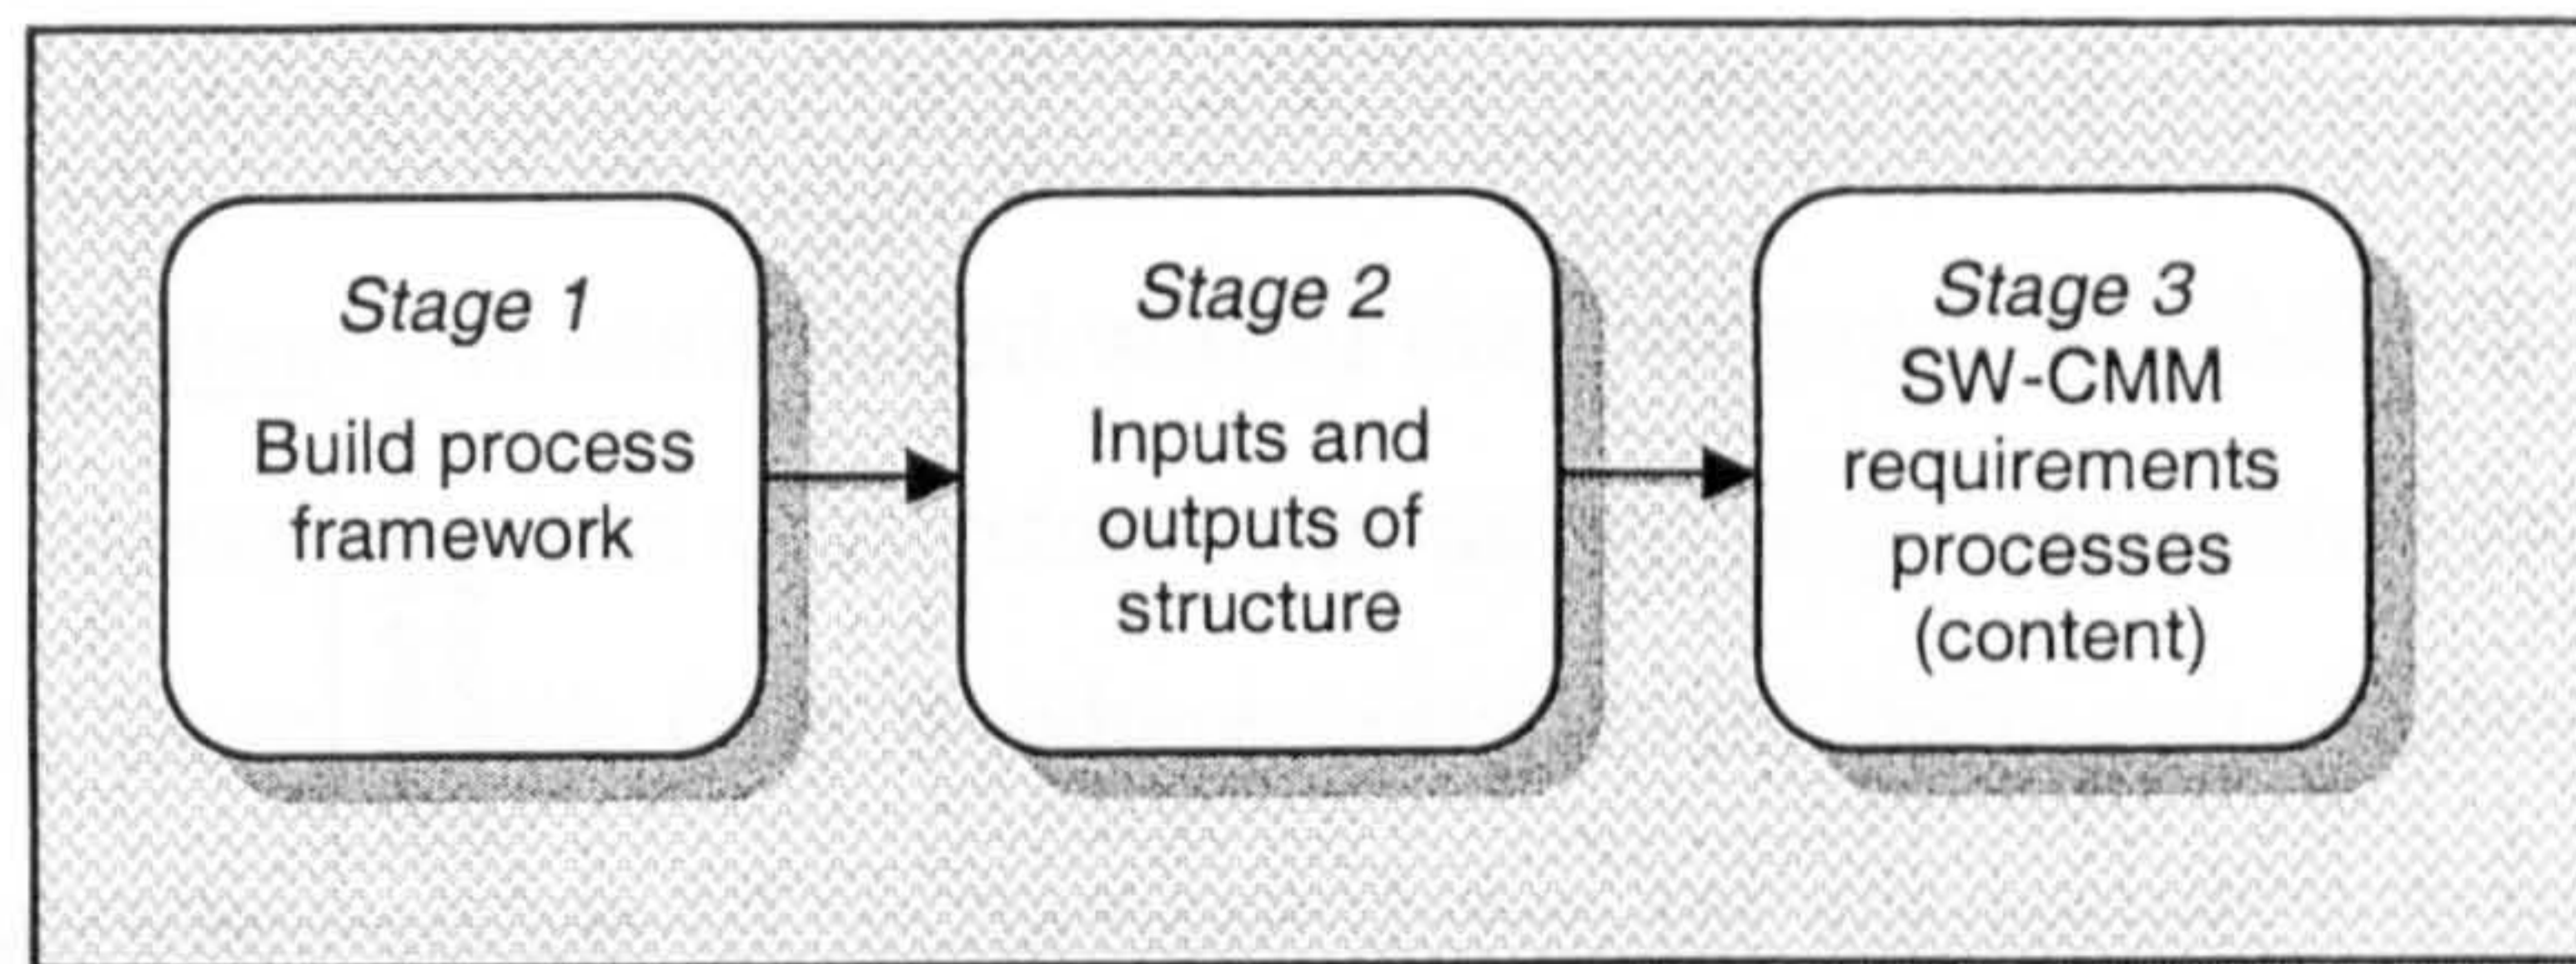 Stage 1
Build process
framework
Stage 2
Inputs and
outputs of
structure
Stage 3
SW-CMM
requirements
processes
(content)